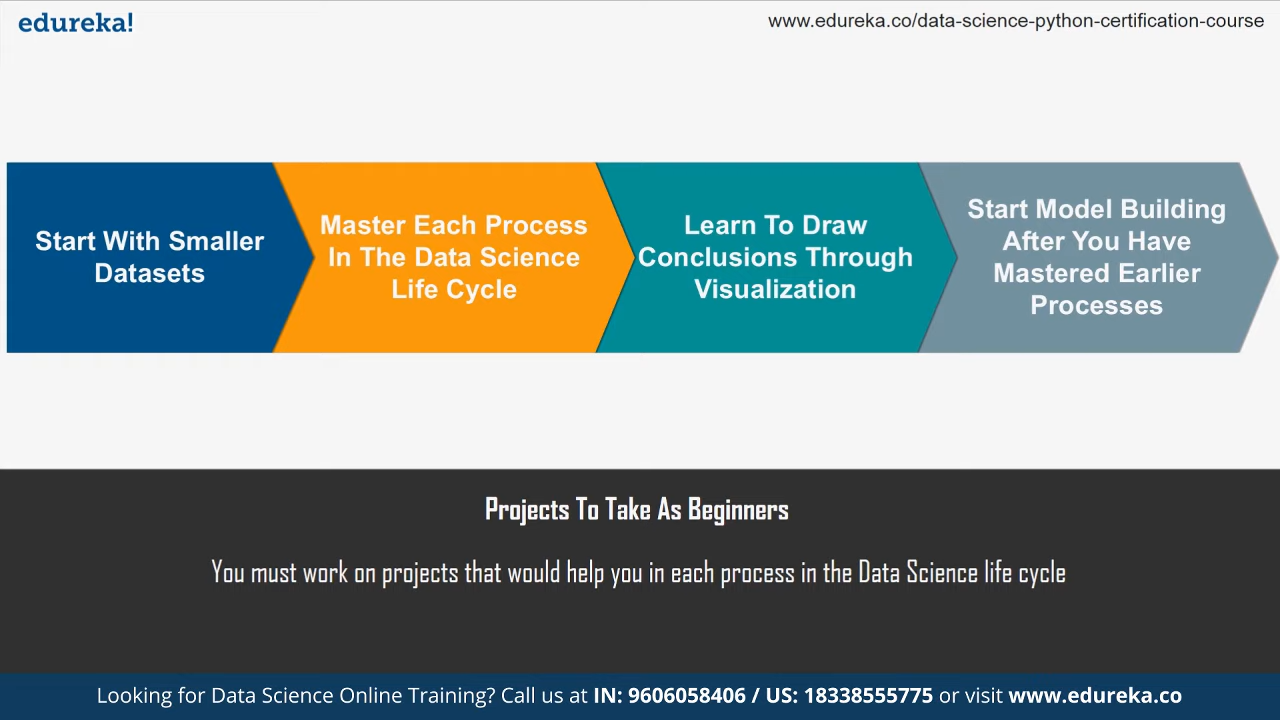 edureka!
www.edureka.co/data-science-python-certification-course
Start With Smaller
Datasets
Master Each Process
In The Data Science
Life Cycle
Learn To Draw
Conclusions Through
Visualization
Start Model Building
After You Have
Mastered Earlier
Processes
Projects To Take As Beginners
You must work on projects that would help you in each process in the Data Science life cycle
Looking for Data Science Online Training? Call us at IN: 9606058406 / US: 18338555775 or visit www.edureka.co